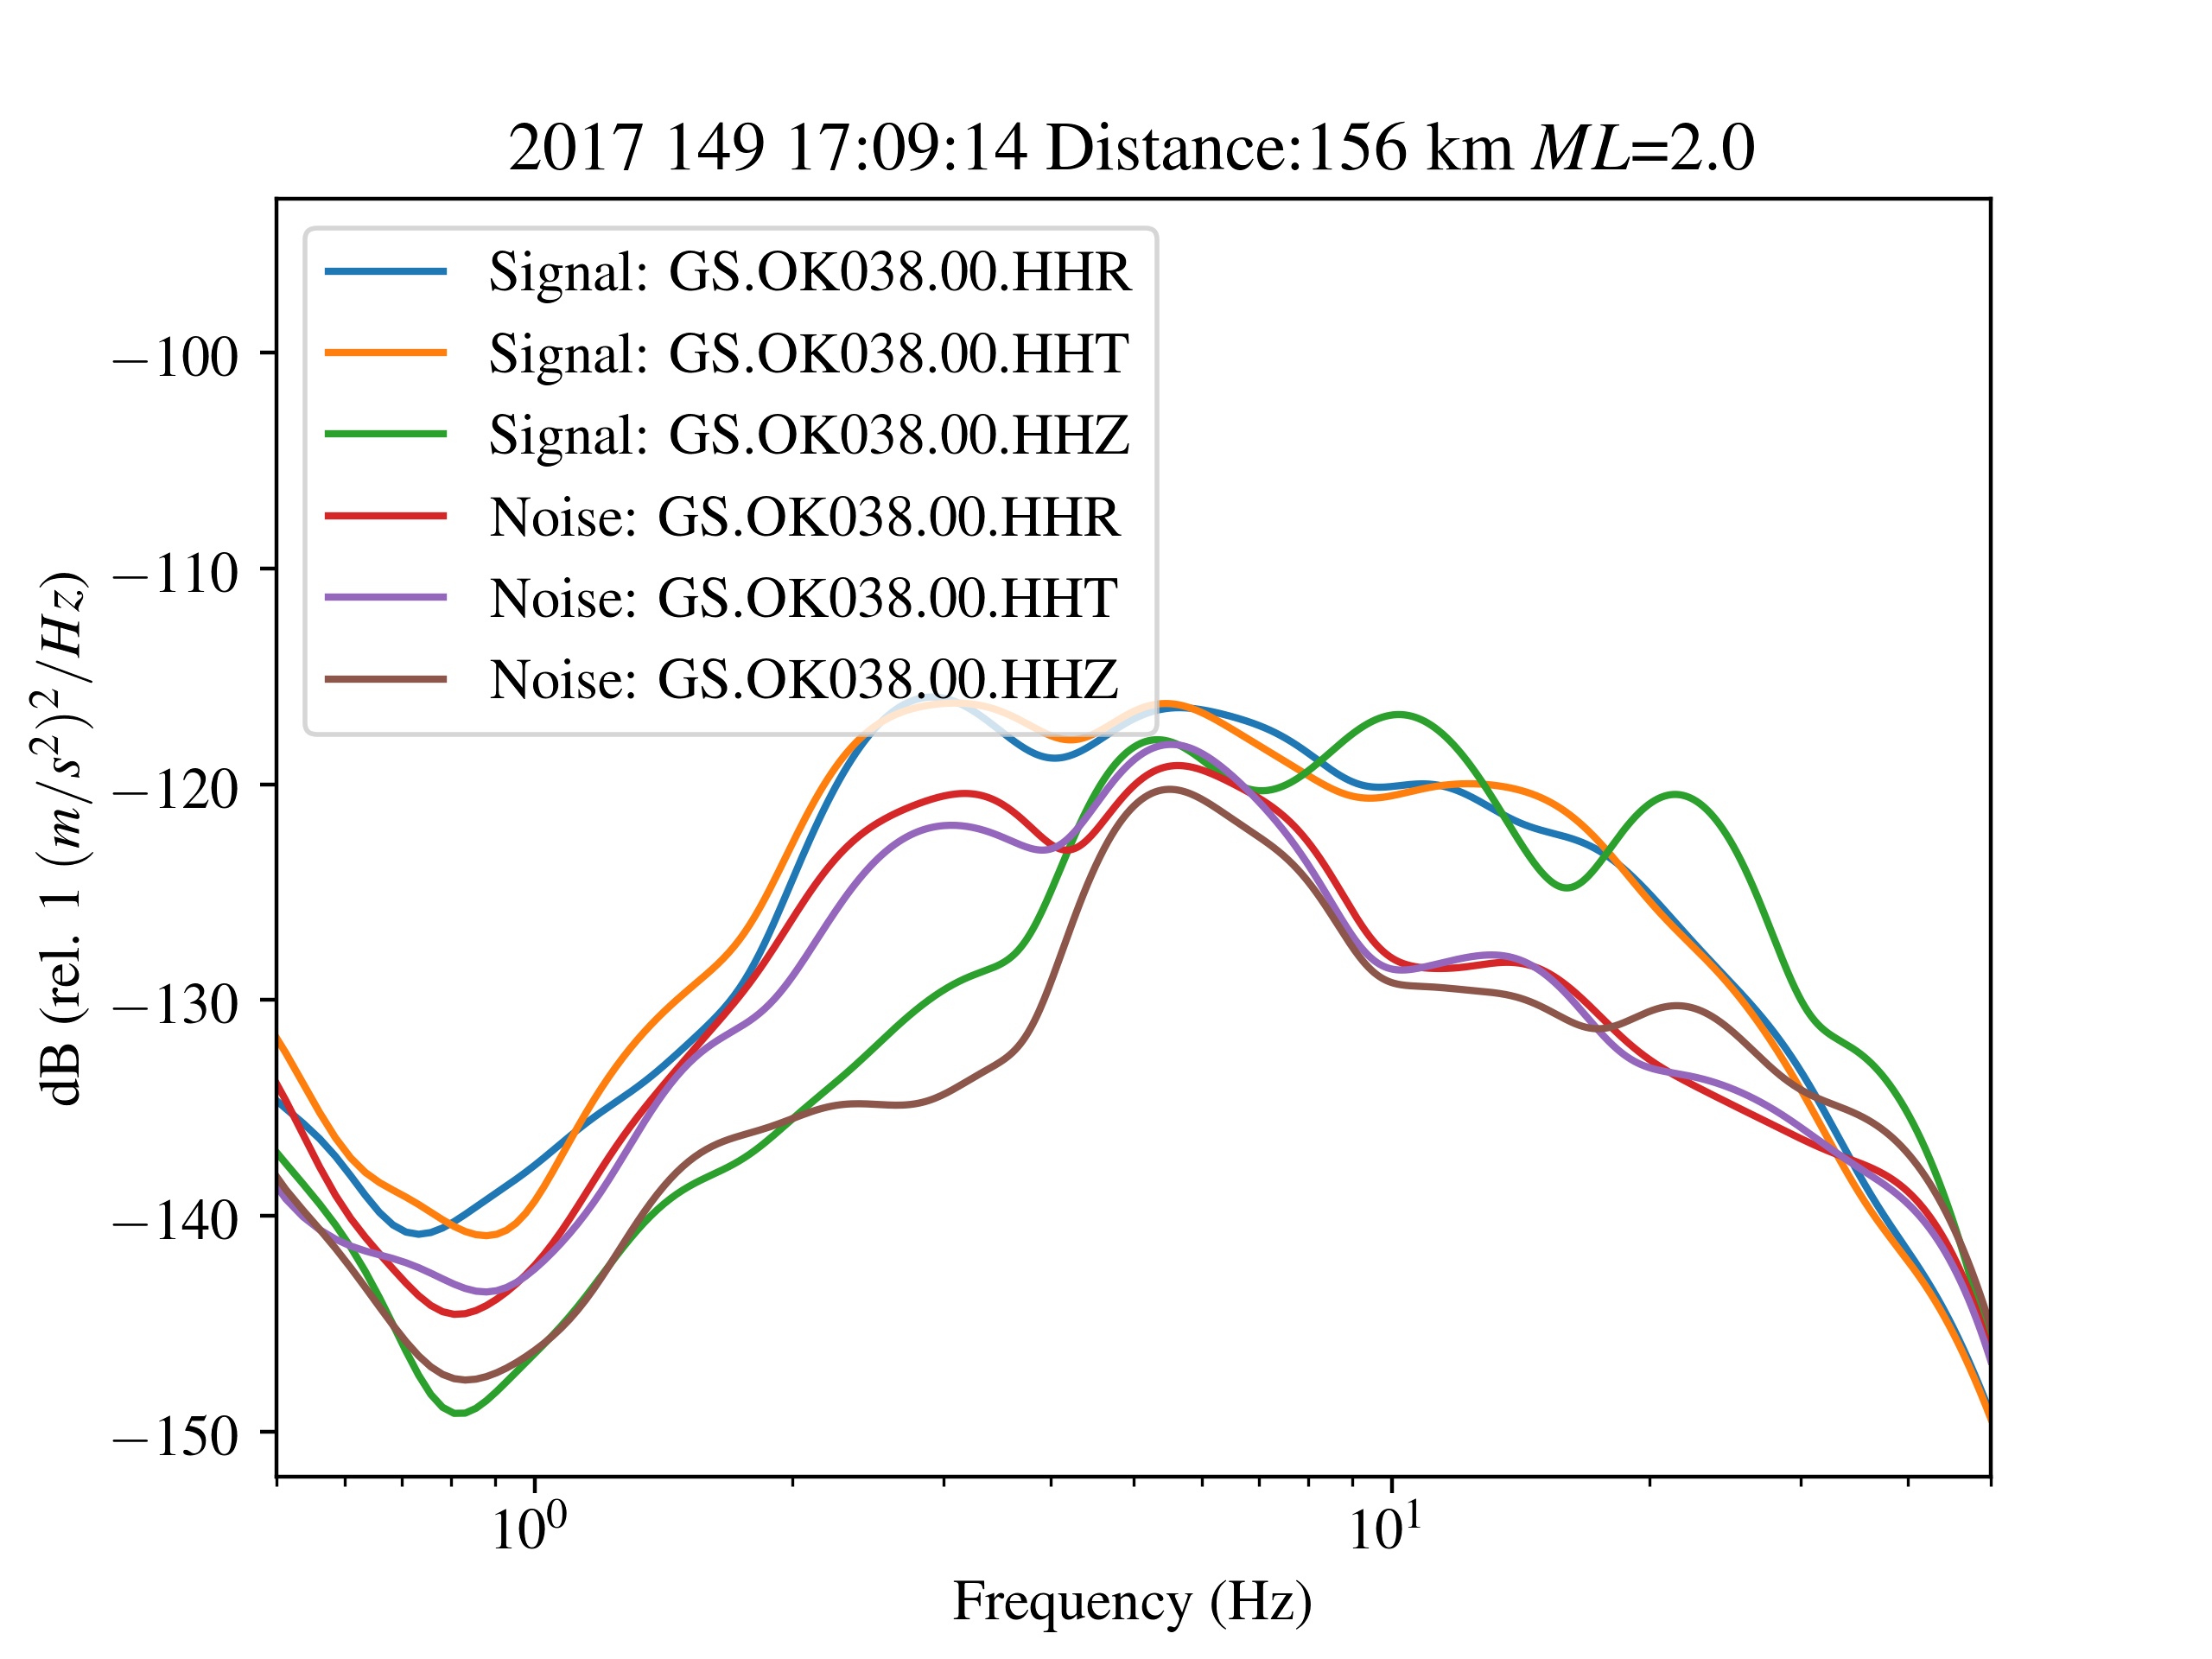 2017 149 17:09:14 Distance:156 km ML=2.0
Signal: GS.OK038.00.HHR
Signal: GS.OK038.00.HHT
Signal: GS.OK038.00.HHZ
Noise: GS.OK038.00.HHR
Noise: GS.OK038.00.HHT
Noise: GS.OK038.00.HHZ
−100
−110
−120
−130
−140
−150
dB (rel. 1 (m/s²)²/Hz)
10⁰
10¹
Frequency (Hz)